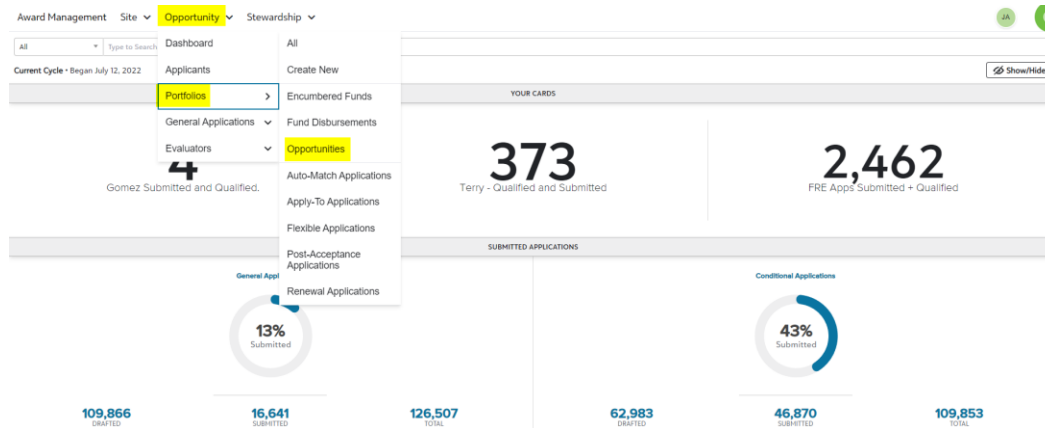 Award Management Site Opportunity Stewardship JA
All Type to Search
Current Cycle • Began July 12, 2022 Show/Hide
YOUR CARDS
Dashboard
Applicants
Portfolios
General Applications
Evaluators
All
Create New
Encumbered Funds
Fund Disbursements
Opportunities
Auto-Match Applications
Apply-To Applications
Flexible Applications
Post-Acceptance
Applications
Renewal Applications
4
Gomez Submitted and Qualified.
373
Terry - Qualified and Submitted
2,462
FRE Apps Submitted + Qualified
SUBMITTED APPLICATIONS
General Appl
13%
Submitted
109,866
DRAFTED
16,641
SUBMITTED
126,507
TOTAL
Conditional Applications
43%
Submitted
62,983
DRAFTED
46,870
SUBMITTED
109,853
TOTAL